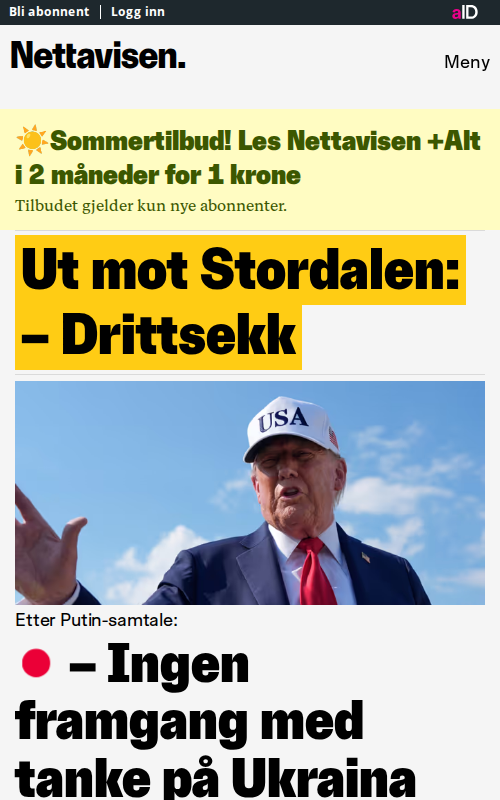 Bli abonnent | Logg inn
aID
Nettavisen.
Meny
☀️Sommertilbud! Les Nettavisen +Alt
i 2 måneder for 1 krone
Tilbudet gjelder kun nye abonnenter.
Ut mot Stordalen:
– Drittsekk
USA
Etter Putin-samtale:
– Ingen
framgang med
tanke på Ukraina